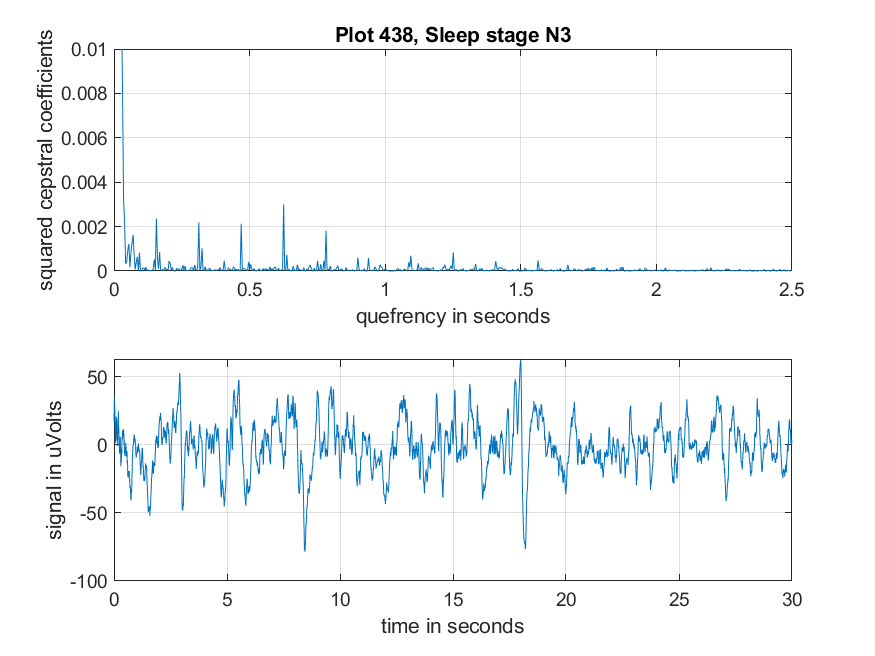 Plot 438, Sleep stage N3
squared cepstral coefficients
0.01
0.008
0.006
0.004
0.002
0
0 0.5 1 1.5 2 2.5
quefrency in seconds
signal in uVolts
50
0
-50
-100
0 5 10 15 20 25 30
time in seconds